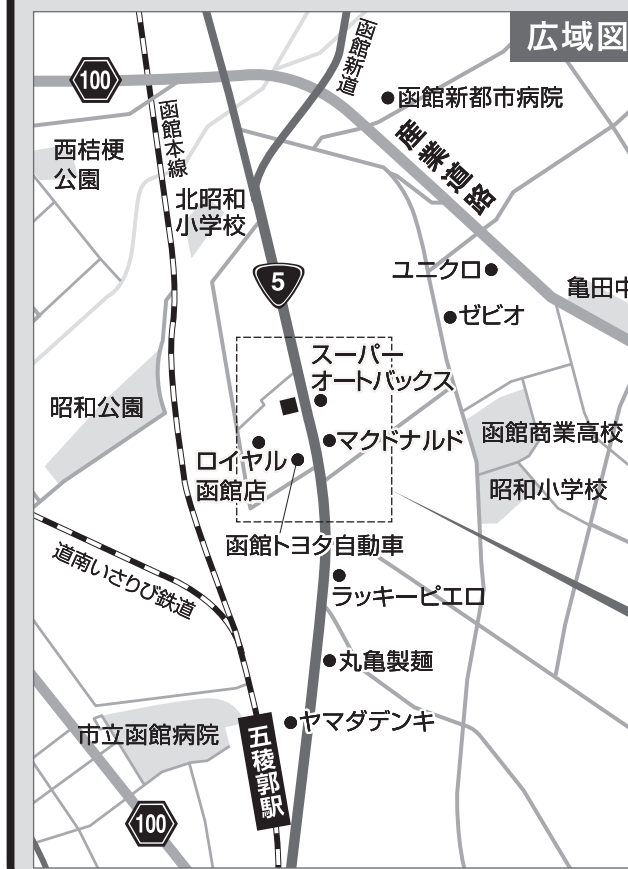 広域図
函館新道
100
函館新都市病院
函館本線
産業道路
西桔梗
公園
北昭和
小学校
5
ユニクロ
亀田中
ゼビオ
スーパー
オートバックス
昭和公園
マクドナルド
函館商業高校
ロイヤル
函館店
昭和小学校
函館トヨタ自動車
道南いさりび鉄道
ラッキーピエロ
丸亀製麺
市立函館病院
ヤマダデンキ
五稜郭駅
100